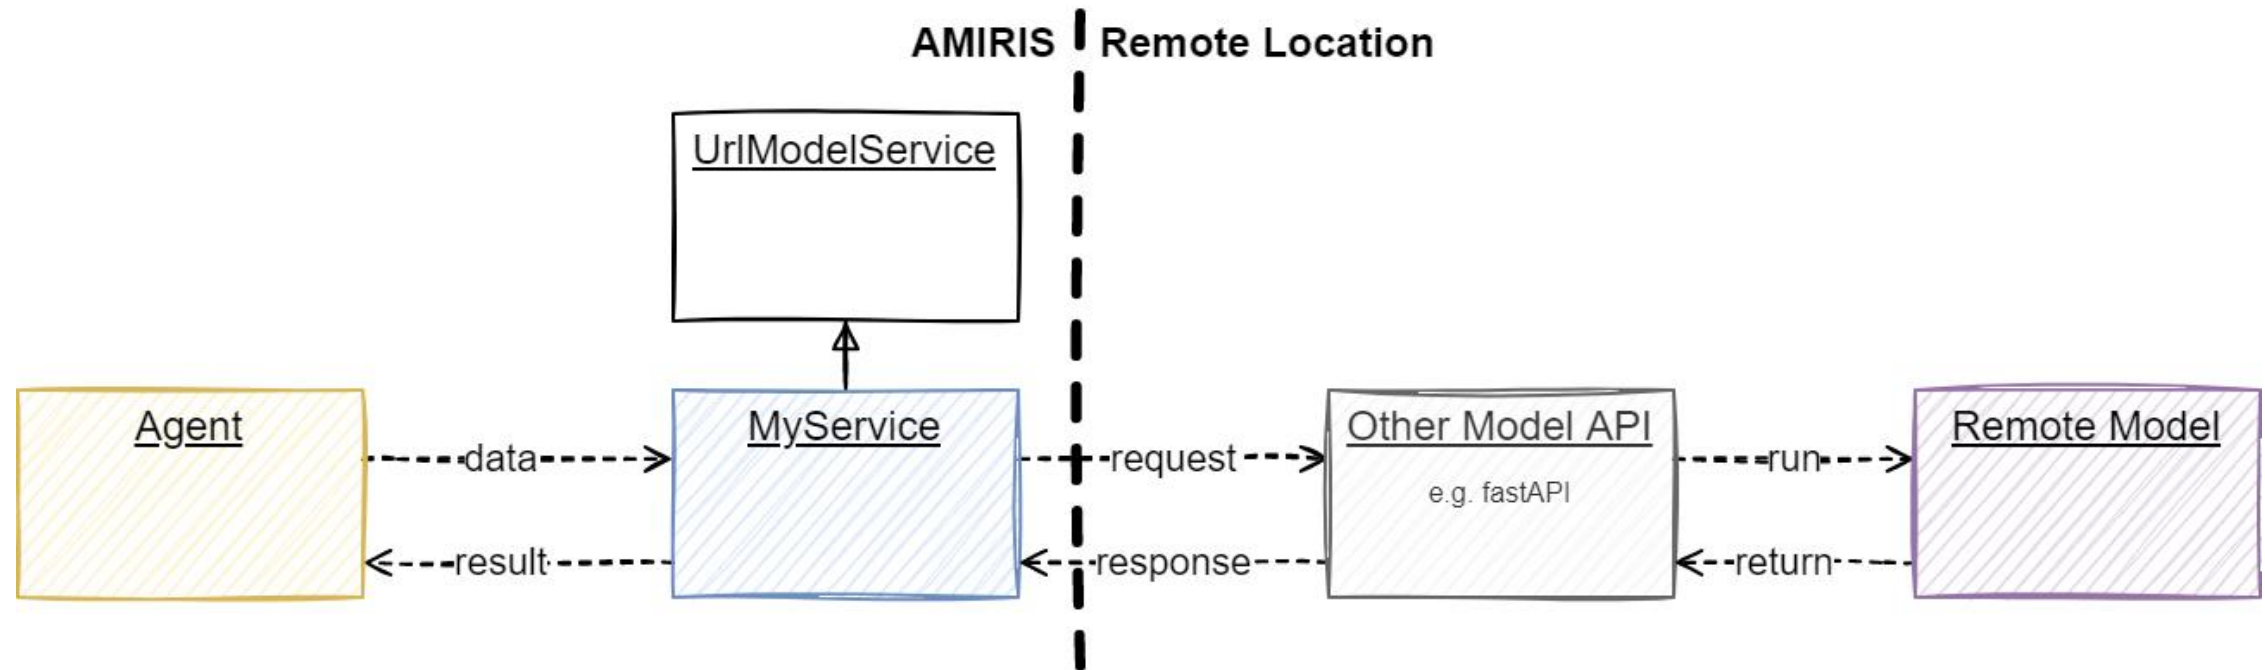 AMIRIS Remote Location
UrlModelService
Agent
MyService
Other Model API
Remote Model
data
request
run
e.g. fastAPI
result
response
return